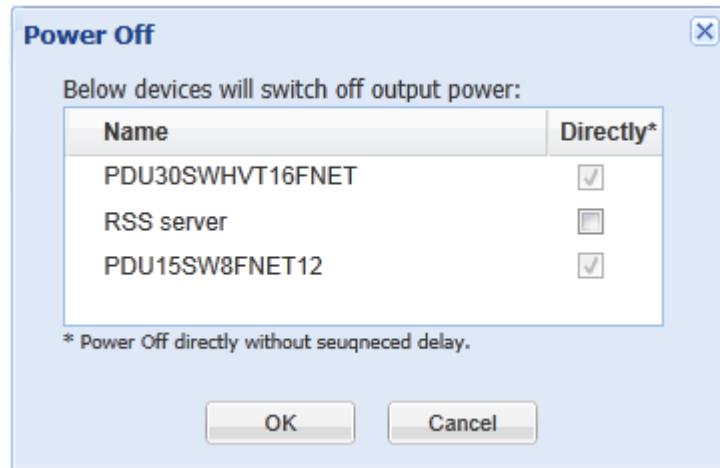 Power Off
Below devices will switch off output power:
Name Directly*
PDU30SWHVT16FNET
RSS server
PDU15SW8FNET12
* Power Off directly without seuqneced delay.
OK Cancel